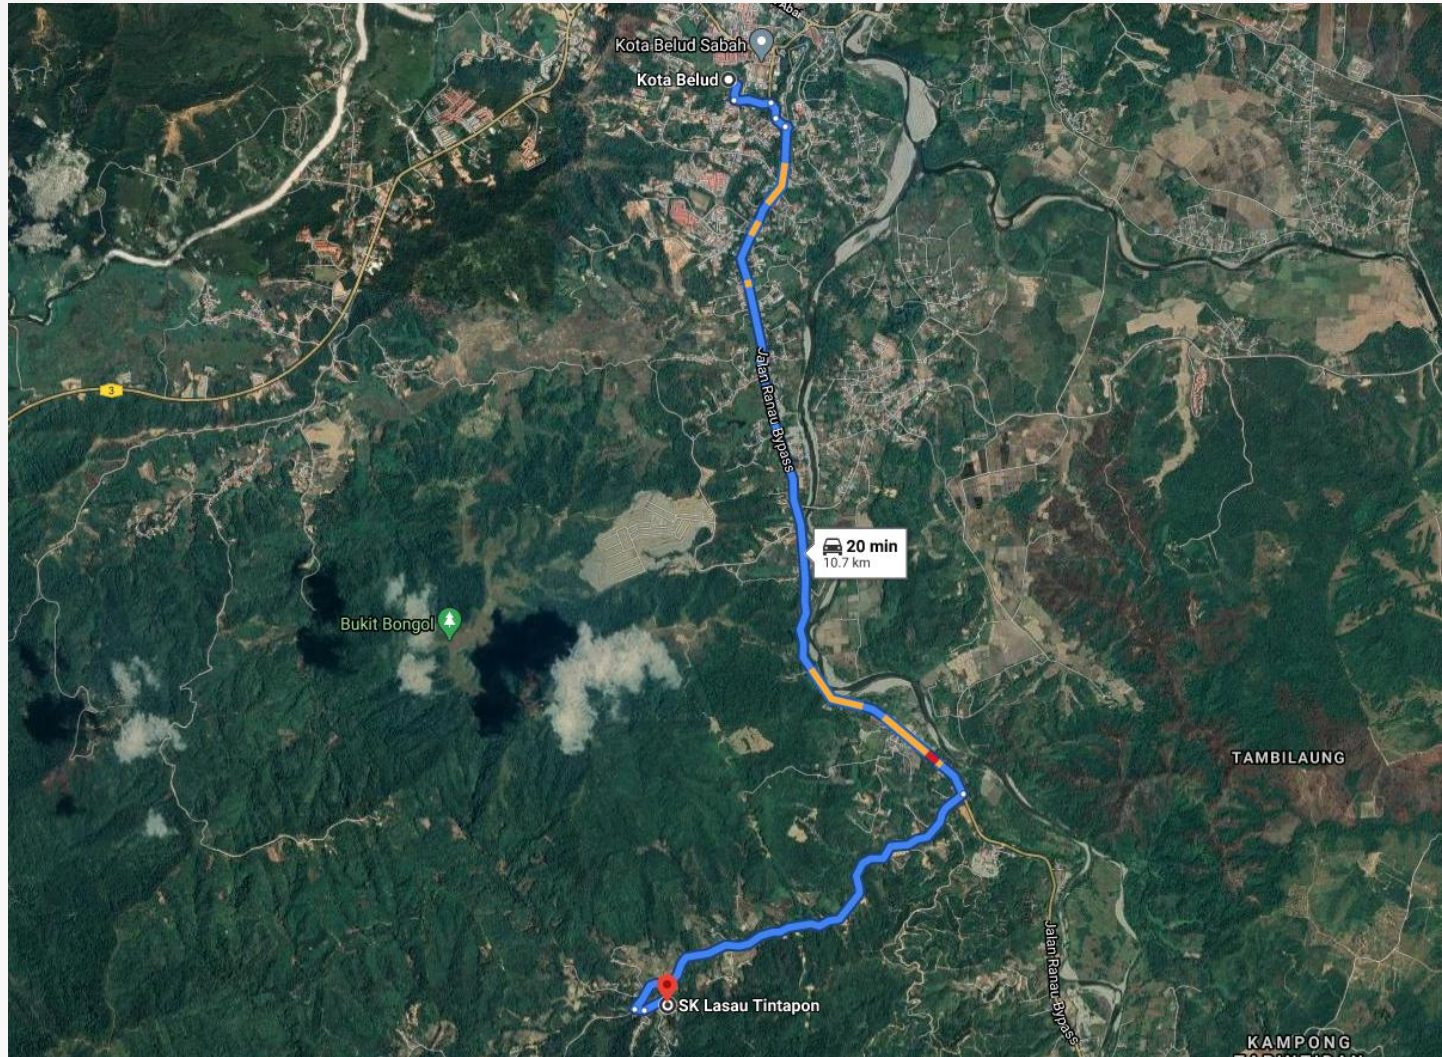 Abai
Kota Belud Sabah
Kota Belud
3
Jalan Ranau Bypass
20 min
10.7 km
Bukit Bongol
TAMBILAUNG
SK Lasau Tintapon
Jalan Ranau Bypass
KAMPONG